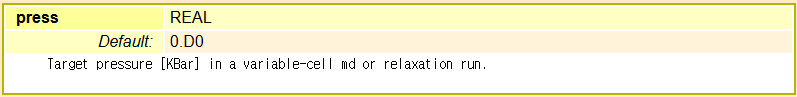 press REAL
Default: 0.D0
Target pressure [KBar] in a variable-cell md or relaxation run.